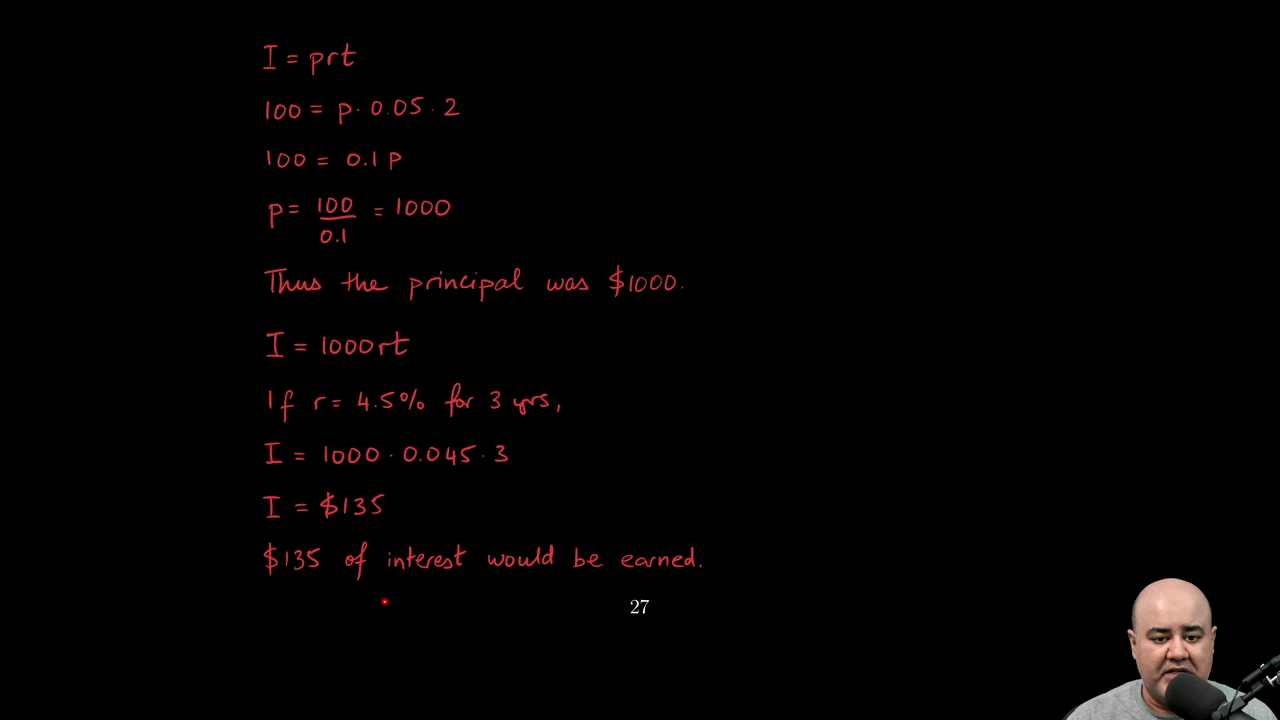 I = prt
100 = p · 0.05 · 2
100 = 0.1 p
p = 100/0.1 = 1000
Thus the principal was $1000.
I = 1000rt
If r = 4.5% for 3 yrs,
I = 1000 · 0.045 · 3
I = $135
$135 of interest would be earned.
27